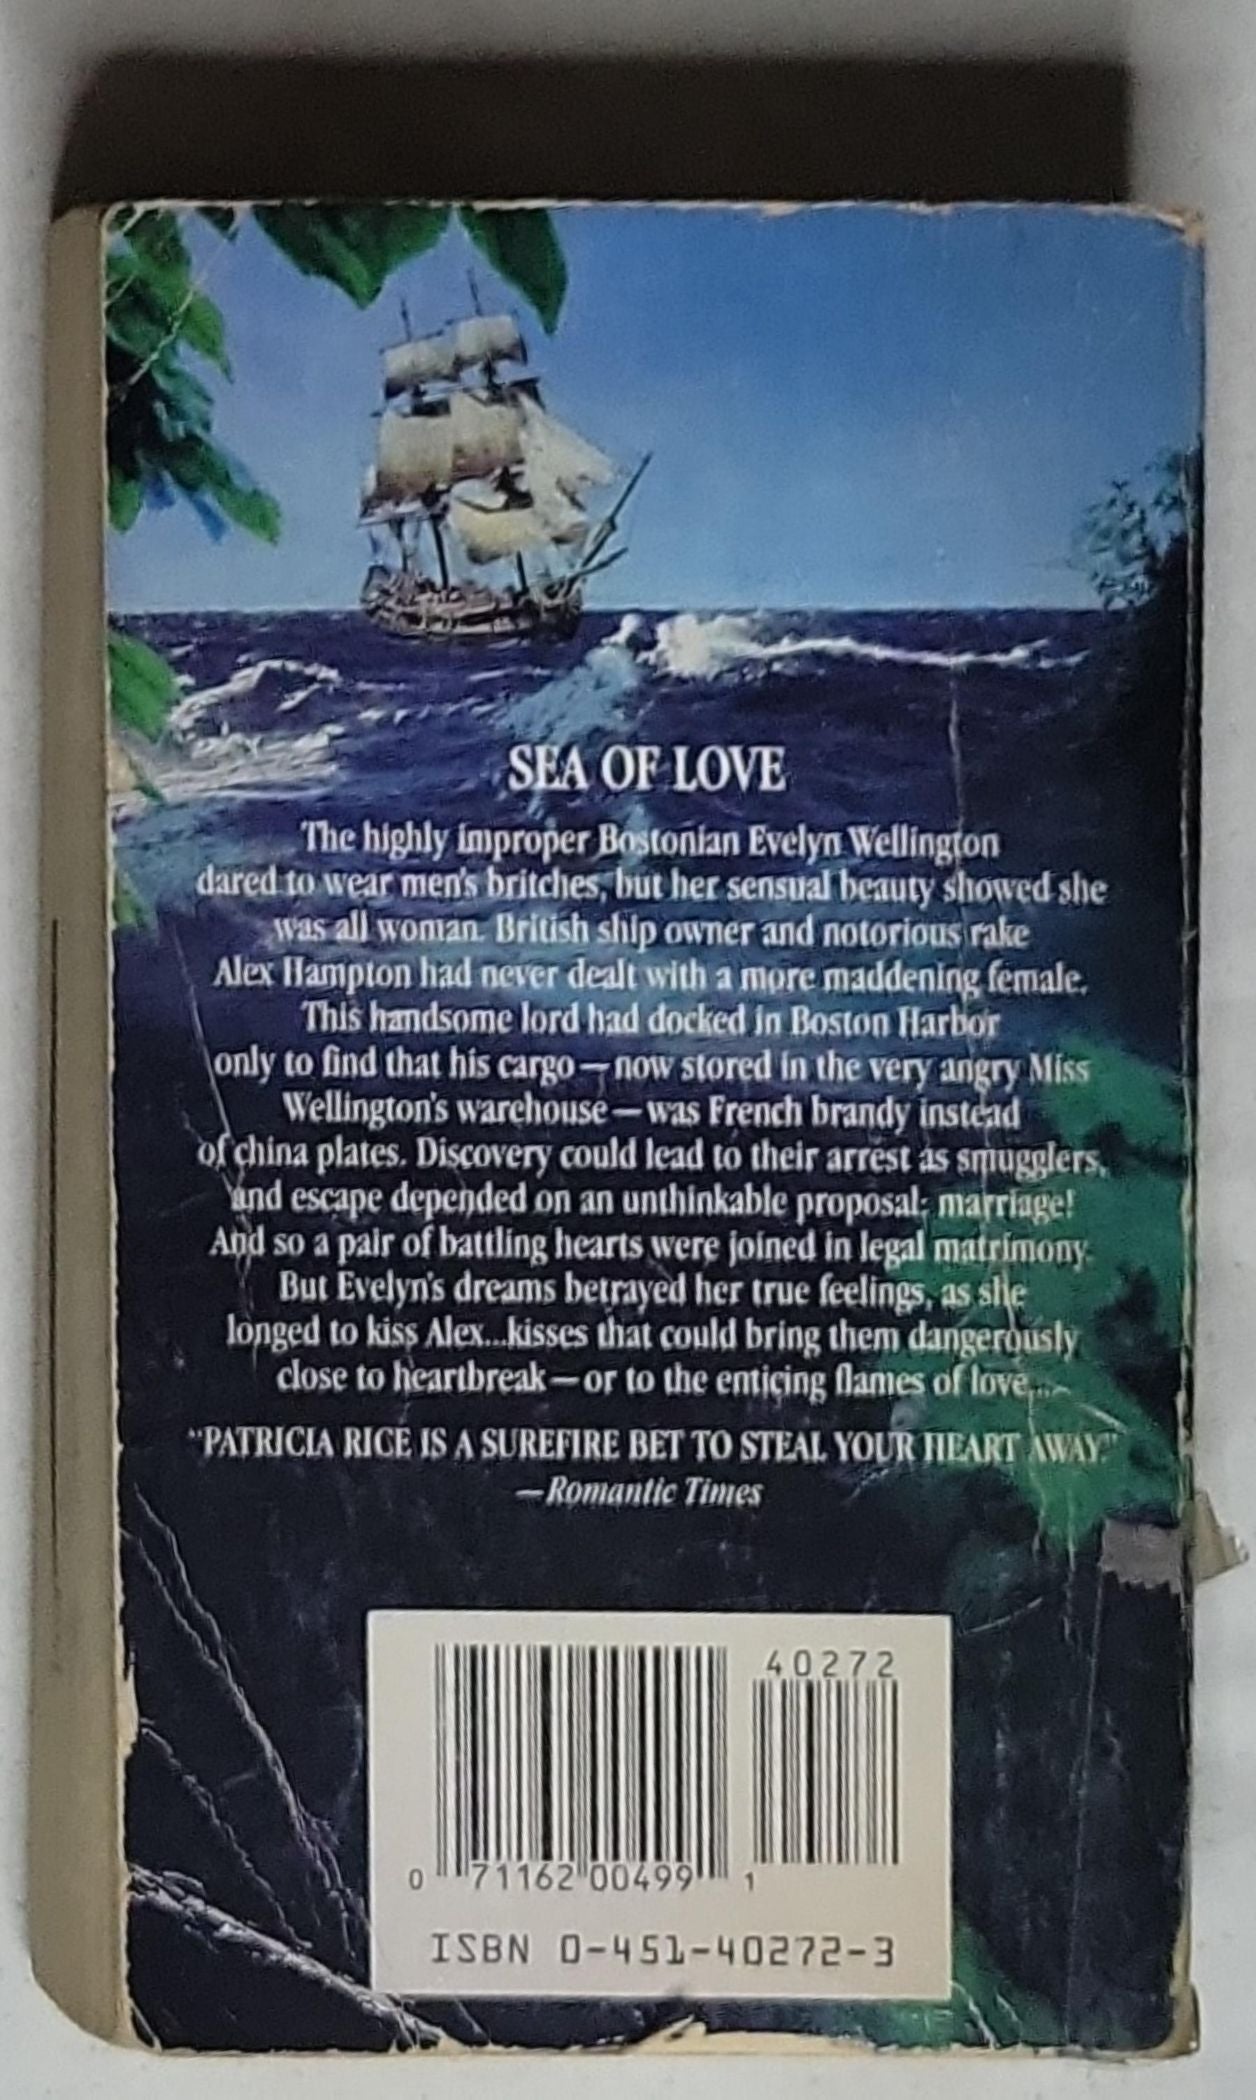 SEA OF LOVE
The highly improper Bostonian Evelyn Wellington
dared to wear men's britches, but her sensual beauty showed she
was all woman. British ship owner and notorious rake
Alex Hampton had never dealt with a more maddening female.
This handsome lord had docked in Boston Harbor
only to find that his cargo—now stored in the very angry Miss
Wellington's warehouse—was French brandy instead
of china plates. Discovery could lead to their arrest as smugglers,
and escape depended on an unthinkable proposal: marriage!
And so a pair of battling hearts were joined in legal matrimony.
But Evelyn's dreams betrayed her true feelings, as she
longed to kiss Alex...kisses that could bring them dangerously
close to heartbreak—or to the enticing flames of love....
"PATRICIA RICE IS A SUREFIRE BET TO STEAL YOUR HEART AWAY."
—Romantic Times
40272
0 71162 00499 1
ISBN 0-451-40272-3